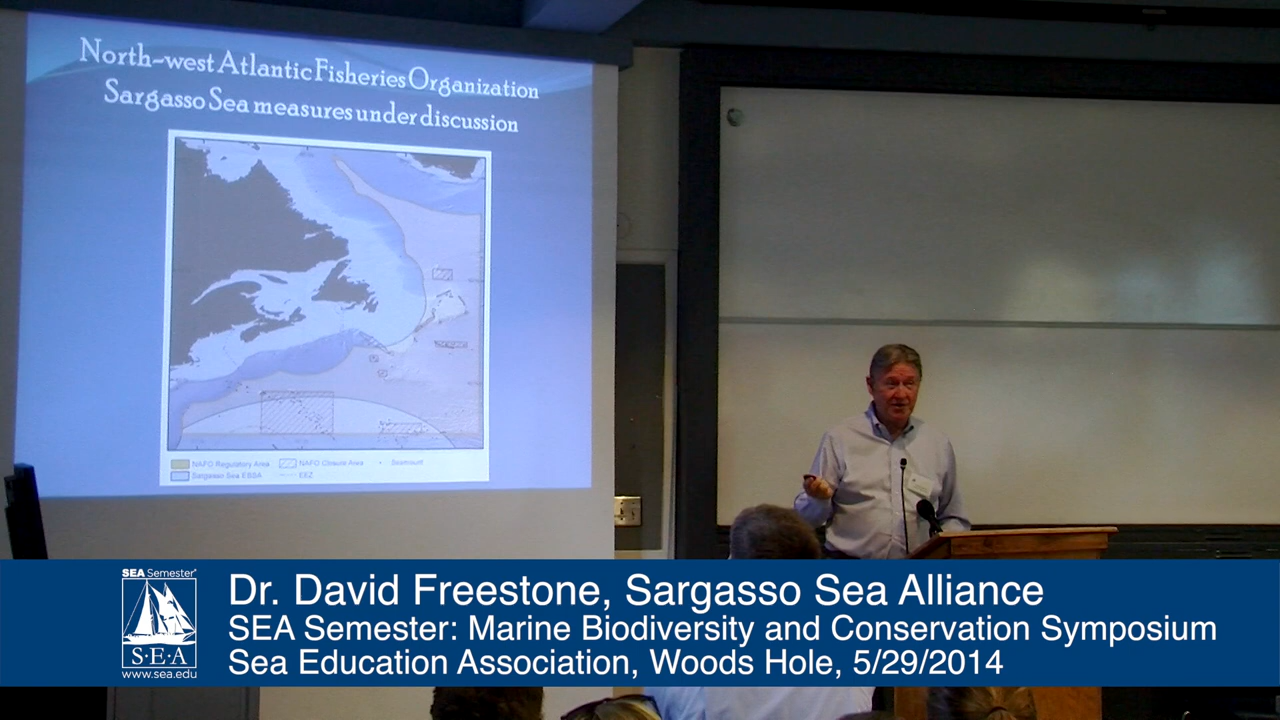 North-west Atlantic Fisheries Organization
Sargasso Sea measures under discussion
NAFO Regulatory Area
NAFO Closure Area
Seamount
Sargasso Sea EBSA
EEZ
SEA Semester
S·E·A
www.sea.edu
Dr. David Freestone, Sargasso Sea Alliance
SEA Semester: Marine Biodiversity and Conservation Symposium
Sea Education Association, Woods Hole, 5/29/2014